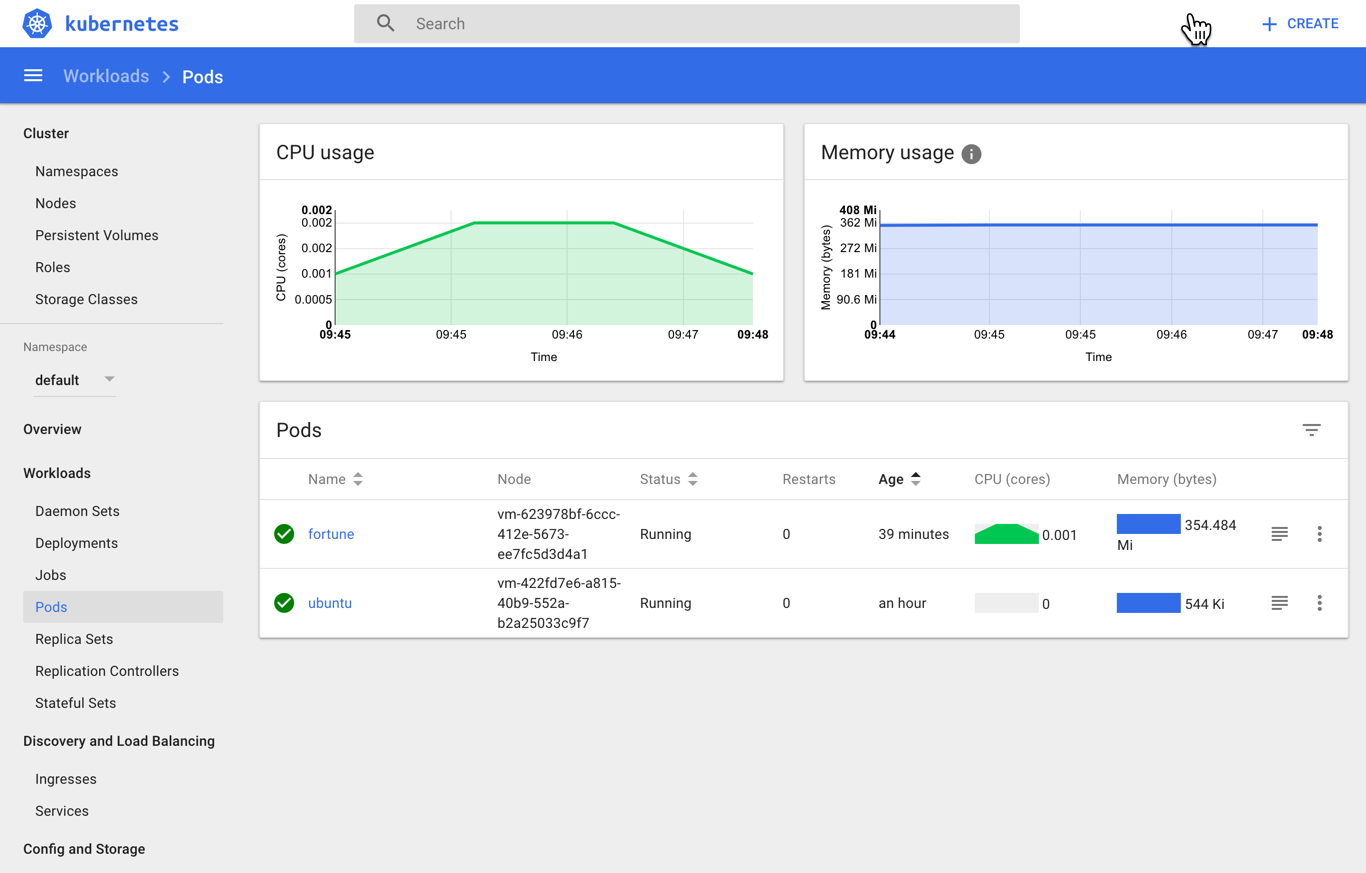 kubernetes
Search
CREATE
Workloads > Pods
Cluster
Namespaces
Nodes
Persistent Volumes
Roles
Storage Classes
Namespace
default
Overview
Workloads
Daemon Sets
Deployments
Jobs
Pods
Replica Sets
Replication Controllers
Stateful Sets
Discovery and Load Balancing
Ingresses
Services
Config and Storage
CPU usage
CPU (cores)
0.002
0.002
0.002
0.001
0.0005
0
09:45
09:45
09:46
09:47
09:48
Time
Memory usage
Memory (bytes)
408 Mi
362 Mi
272 Mi
181 Mi
90.6 Mi
0
09:44
09:45
09:45
09:46
09:47
09:48
Time
Pods
Name
Node
Status
Restarts
Age
CPU (cores)
Memory (bytes)
fortune
vm-623978bf-6ccc-
412e-5673-
ee7fc5d3d4a1
Running
0
39 minutes
0.001
354.484
Mi
ubuntu
vm-422fd7e6-a815-
40b9-552a-
b2a25033c9f7
Running
0
an hour
0
544 Ki